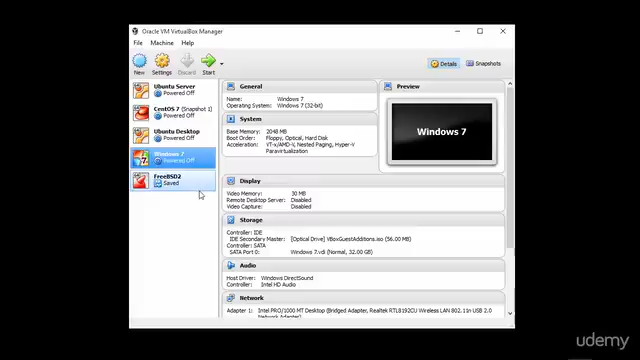 Oracle VM VirtualBox Manager
File Machine Help
New Settings Discard Start
Details Snapshots
Ubuntu Server
Powered Off
CentOS 7 (Snapshot 1)
Powered Off
Ubuntu Desktop
Powered Off
Windows 7
Powered Off
FreeBSD2
Saved
General
Name: Windows 7
Operating System: Windows 7 (32-bit)
System
Base Memory: 2048 MB
Boot Order: Floppy, Optical, Hard Disk
Acceleration: VT-x/AMD-V, Nested Paging, Hyper-V
Paravirtualization
Preview
Windows 7
Display
Video Memory: 30 MB
Remote Desktop Server: Disabled
Video Capture: Disabled
Storage
Controller: IDE
IDE Secondary Master: [Optical Drive] VBoxGuestAdditions.iso (56.00 MB)
Controller: SATA
SATA Port 0: Windows 7.vdi (Normal, 32.00 GB)
Audio
Host Driver: Windows DirectSound
Controller: Intel HD Audio
Network
Adapter 1: Intel PRO/1000 MT Desktop (Bridged Adapter, Realtek RTL8192CU Wireless LAN 802.11n USB 2.0
Network Adapter)
udemy